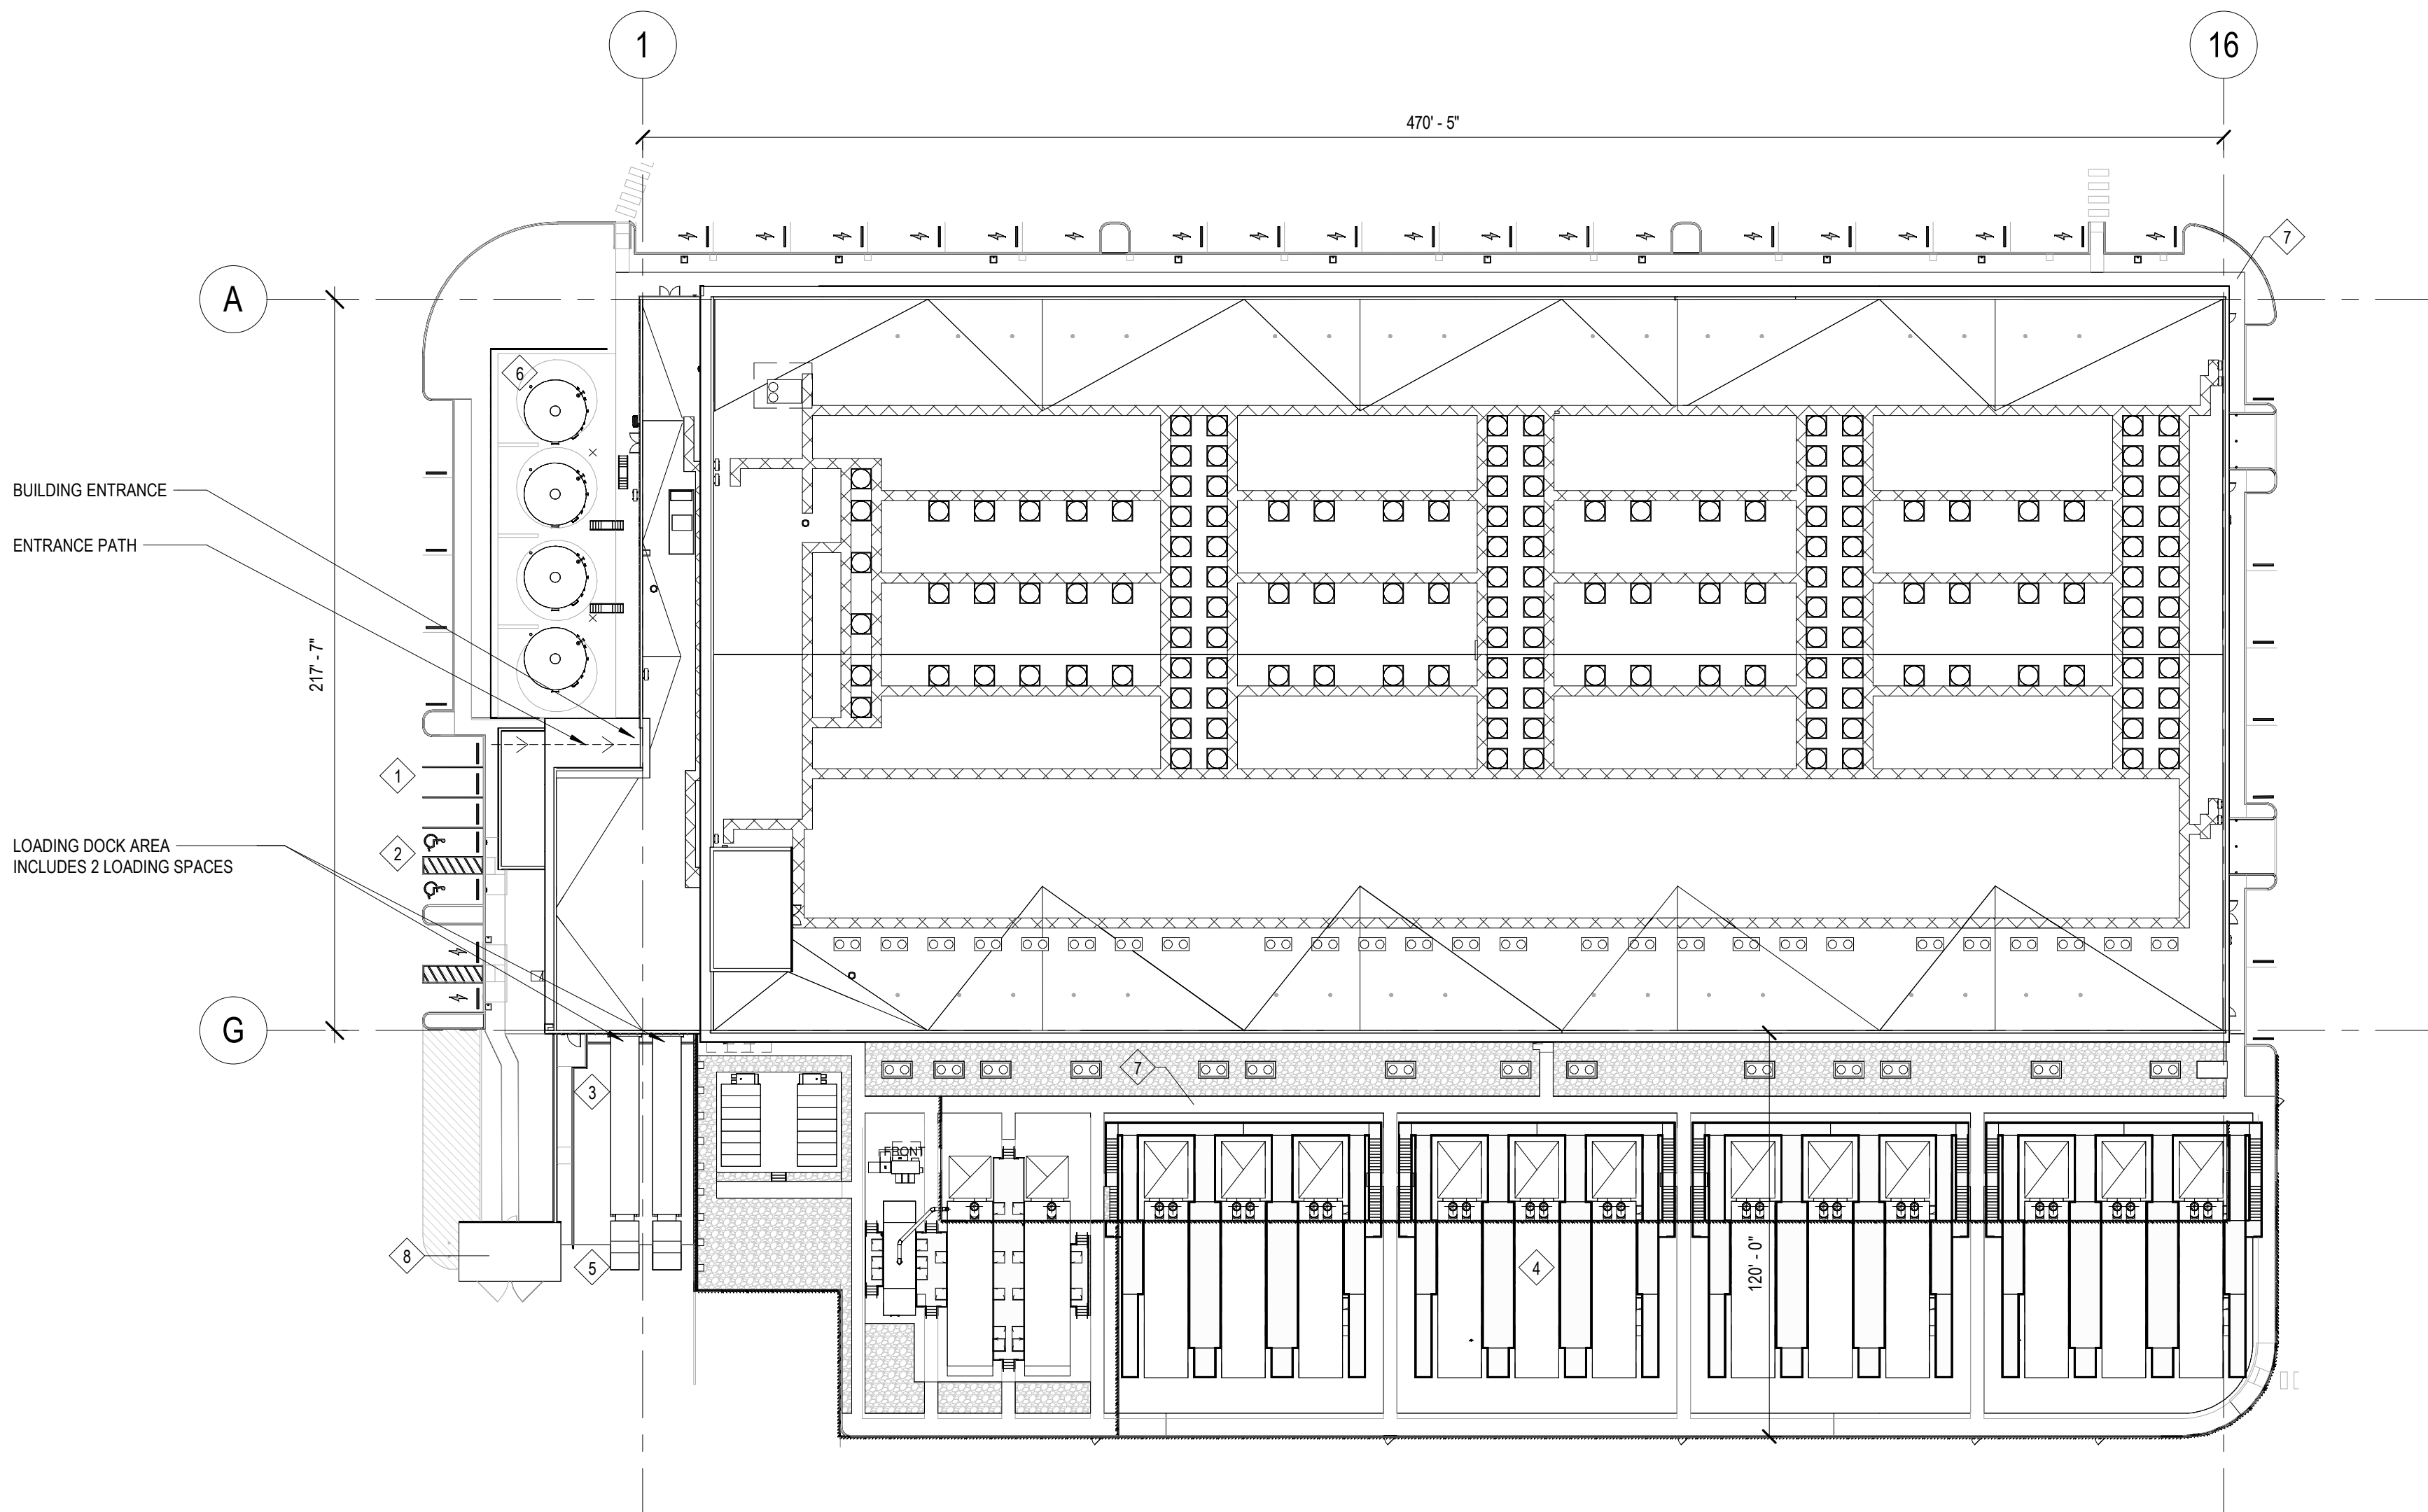 1
16
470' - 5"
7
A
6
BUILDING ENTRANCE
ENTRANCE PATH
217' - 7"
1
LOADING DOCK AREA
INCLUDES 2 LOADING SPACES
2
G
7
3
FRONT
8
5
4
120' - 0"